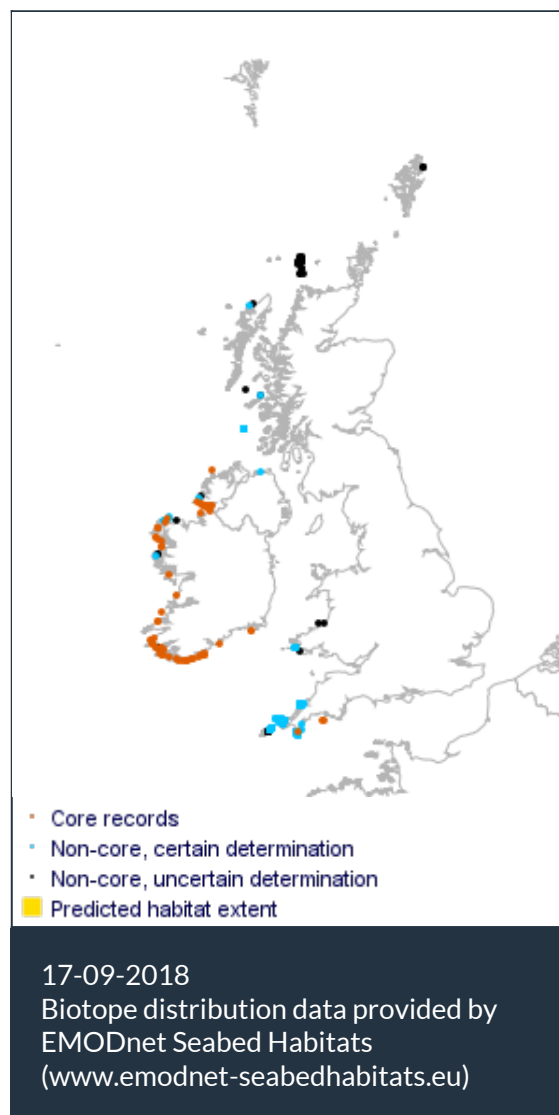 Core records
Non-core, certain determination
Non-core, uncertain determination
Predicted habitat extent
17-09-2018
Biotope distribution data provided by
EMODnet Seabed Habitats
(www.emodnet-seabedhabitats.eu)